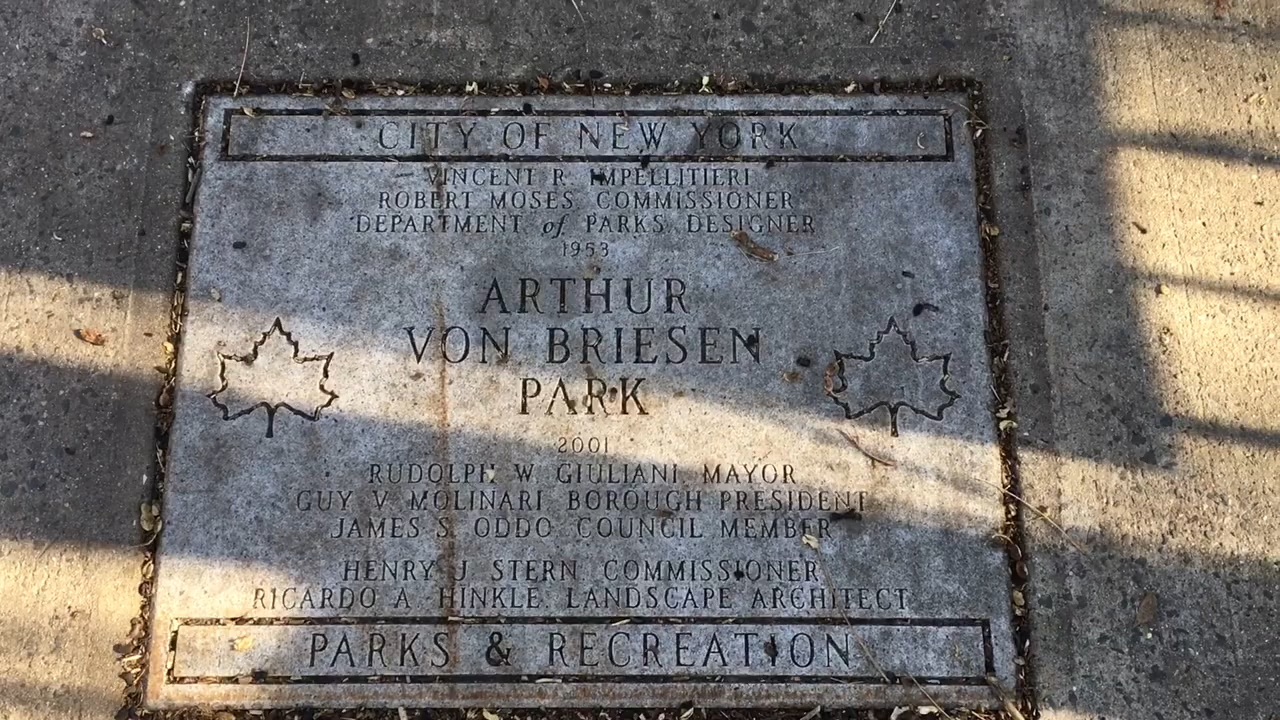 CITY OF NEW YORK
VINCENT R. IMPELLITIERI
ROBERT MOSES, COMMISSIONER
DEPARTMENT of PARKS, DESIGNER
1953
ARTHUR
VON BRIESEN
PARK
2001
RUDOLPH W. GIULIANI, MAYOR
GUY V. MOLINARI, BOROUGH PRESIDENT
JAMES S. ODDO, COUNCIL MEMBER
HENRY J. STERN, COMMISSIONER
RICARDO A. HINKLE, LANDSCAPE ARCHITECT
PARKS & RECREATION